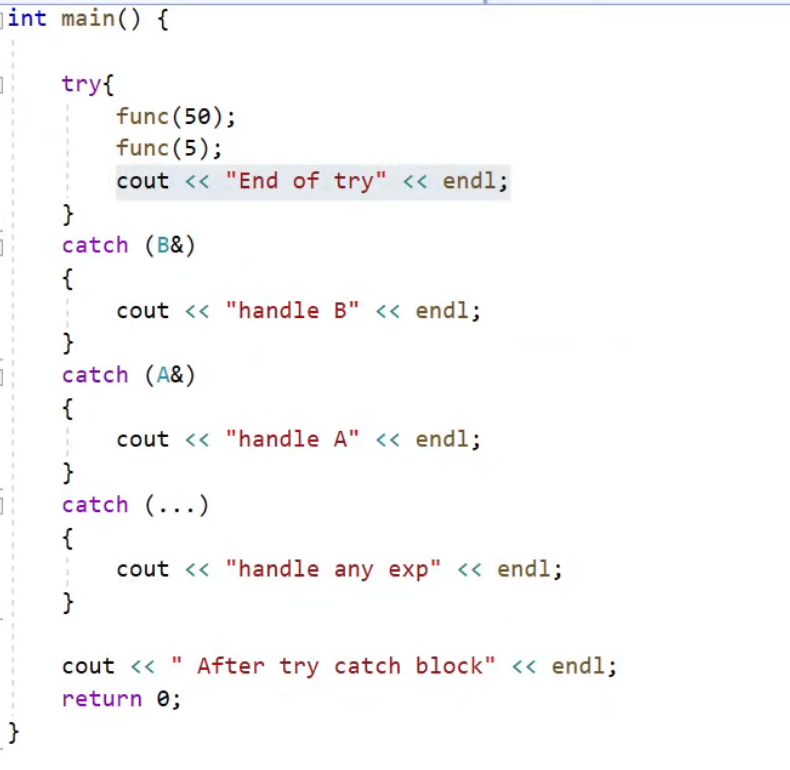 int main() {
try{
func(50);
func(5);
cout << "End of try" << endl;
}
catch (B&)
{
cout << "handle B" << endl;
}
catch (A&)
{
cout << "handle A" << endl;
}
catch (...)
{
cout << "handle any exp" << endl;
}
cout << " After try catch block" << endl;
return 0;
}